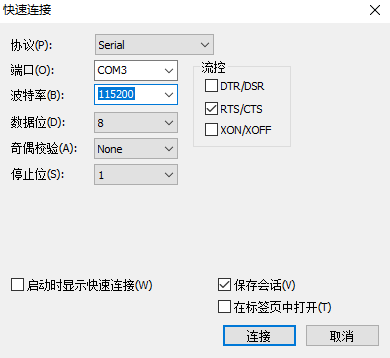 快速连接
协议(P): Serial
端口(O): COM3
波特率(B): 115200
数据位(D): 8
奇偶校验(A): None
停止位(S): 1
流控
DTR/DSR
RTS/CTS
XON/XOFF
启动时显示快速连接(W)
保存会话(V)
在标签页中打开(T)
连接 取消